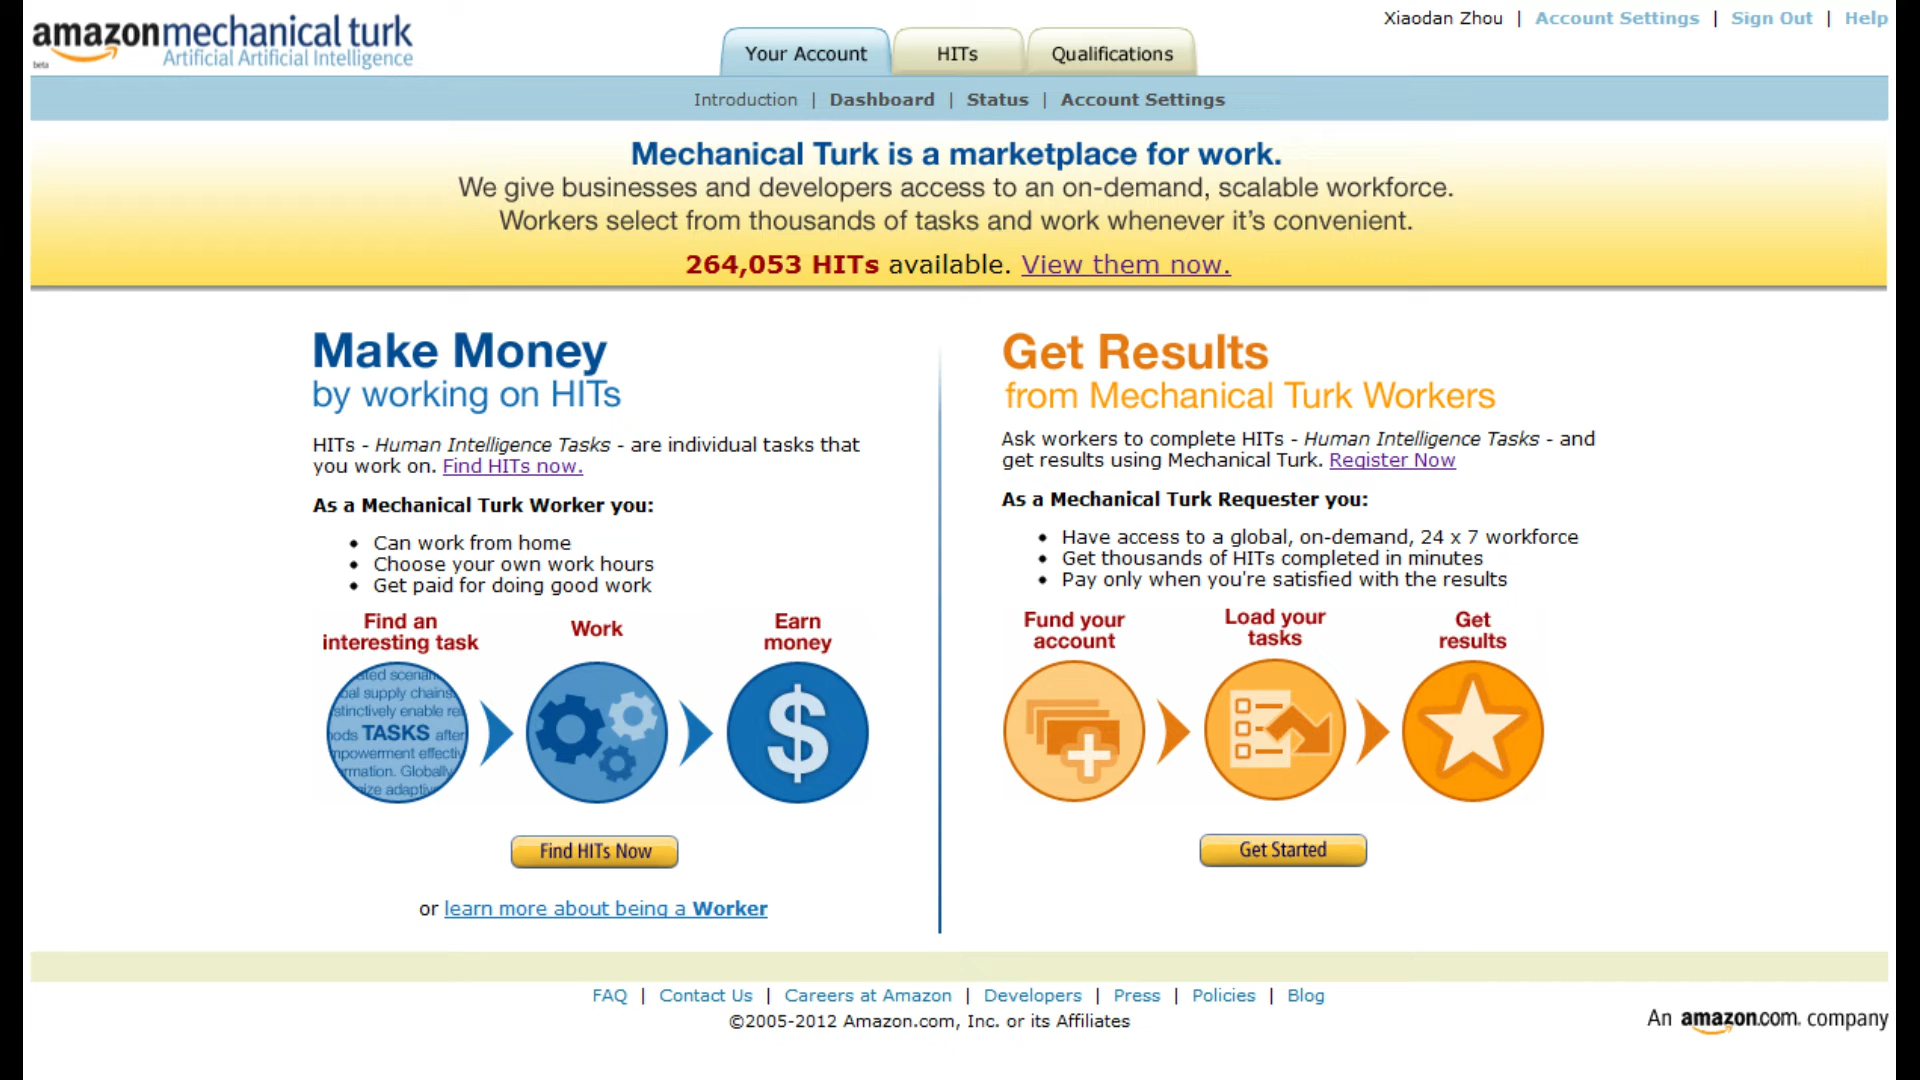 amazonmechanical turk
beta
Artificial Artificial Intelligence
Xiaodan Zhou | Account Settings | Sign Out | Help
Your Account
HITs
Qualifications
Introduction | Dashboard | Status | Account Settings
Mechanical Turk is a marketplace for work.
We give businesses and developers access to an on-demand, scalable workforce.
Workers select from thousands of tasks and work whenever it's convenient.
264,053 HITs available. View them now.
Make Money
by working on HITs
HITs - Human Intelligence Tasks - are individual tasks that
you work on. Find HITs now.
As a Mechanical Turk Worker you:
• Can work from home
• Choose your own work hours
• Get paid for doing good work
Find an
interesting task
Work
Earn
money
supply chains
stinctively enable
TASKS after
mpowerment
Globally
$
Find HITs Now
or learn more about being a Worker
Get Results
from Mechanical Turk Workers
Ask workers to complete HITs - Human Intelligence Tasks - and
get results using Mechanical Turk. Register Now
As a Mechanical Turk Requester you:
• Have access to a global, on-demand, 24 x 7 workforce
• Get thousands of HITs completed in minutes
• Pay only when you're satisfied with the results
Fund your
account
Load your
tasks
Get
results
Get Started
FAQ | Contact Us | Careers at Amazon | Developers | Press | Policies | Blog
©2005-2012 Amazon.com, Inc. or its Affiliates
An amazon.com. company